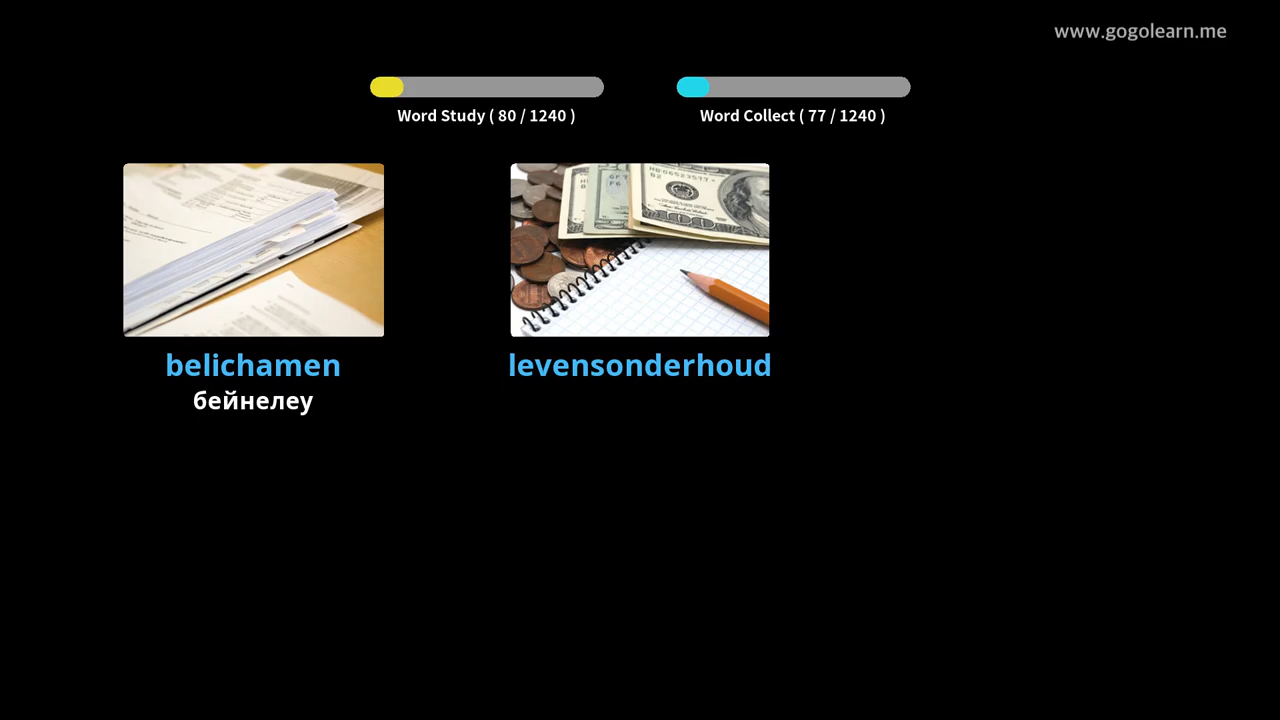 www.gogolearn.me
Word Study ( 80 / 1240 )
Word Collect ( 77 / 1240 )
belichamen
бейнелеу
levensonderhoud